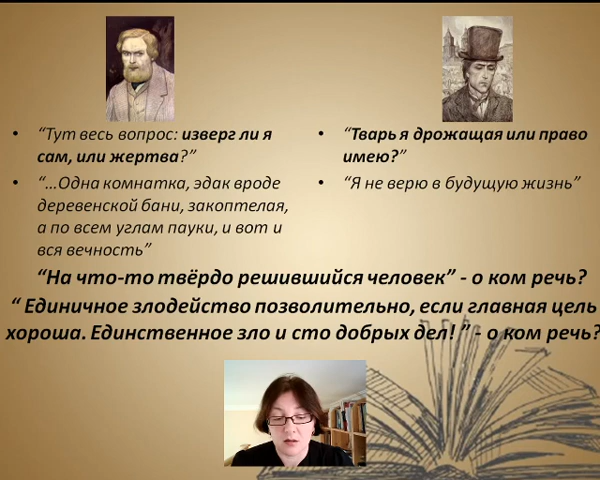 “Тут весь вопрос: изверг ли я
сам, или жертва?”
“...Одна комнатка, эдак вроде
деревенской бани, закоптелая,
а по всем углам пауки, и вот и
вся вечность”
“Тварь я дрожащая или право
имею?”
“Я не верю в будущую жизнь”
“На что-то твёрдо решившийся человек” - о ком речь?
“ Единичное злодейство позволительно, если главная цель
хороша. Единственное зло и сто добрых дел! ” - о ком речь?